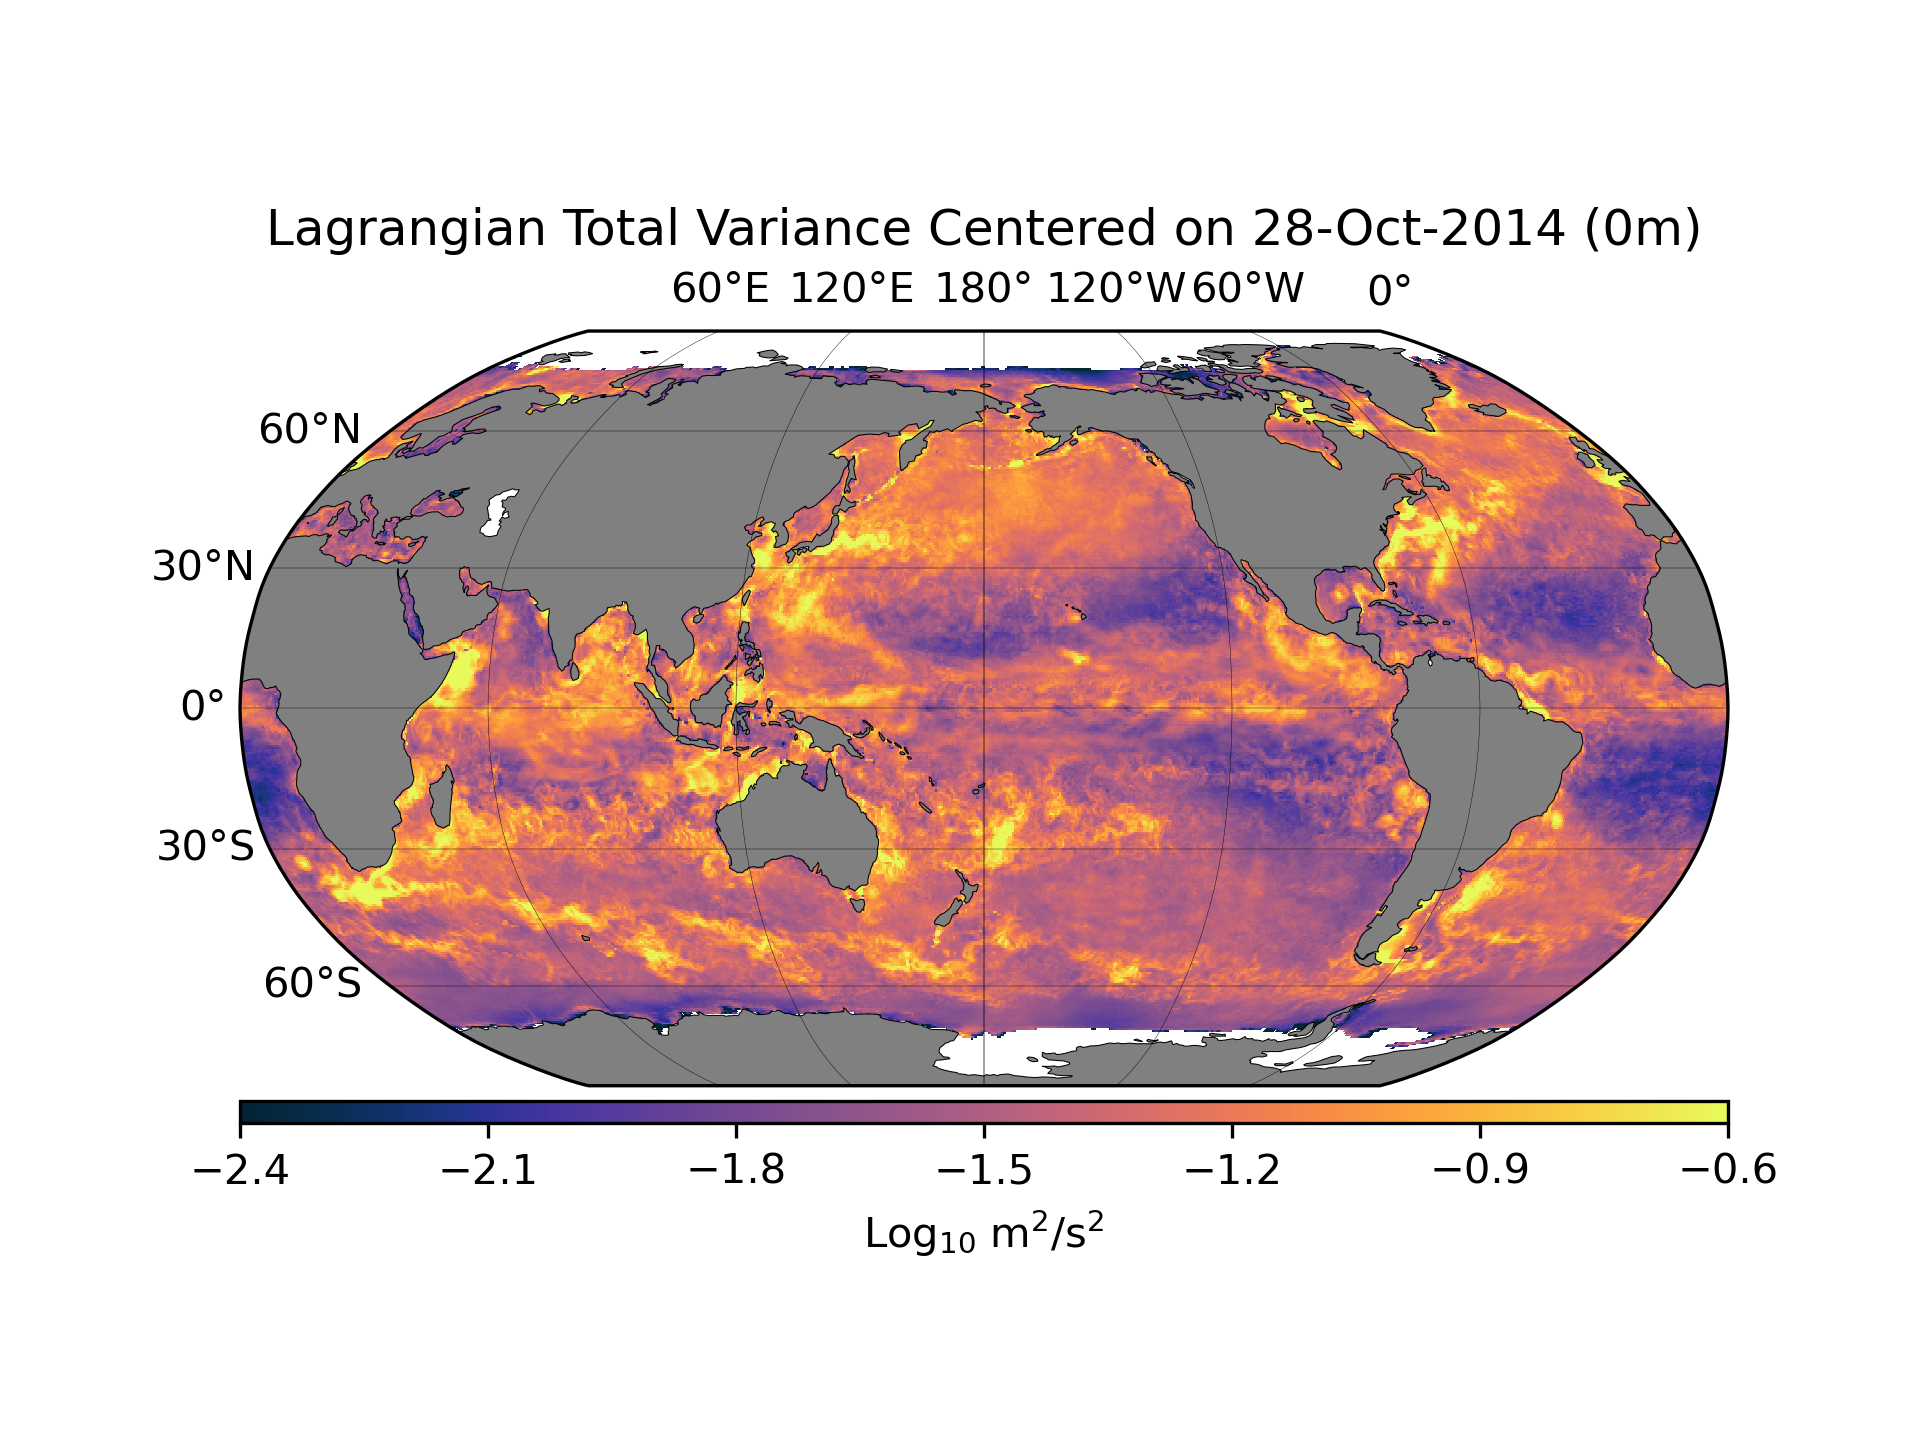 Lagrangian Total Variance Centered on 28-Oct-2014 (0m)
60°E 120°E 180° 120°W 60°W 0°
60°N
30°N
0°
30°S
60°S
−2.4 −2.1 −1.8 −1.5 −1.2 −0.9 −0.6
Log₁₀ m²/s²